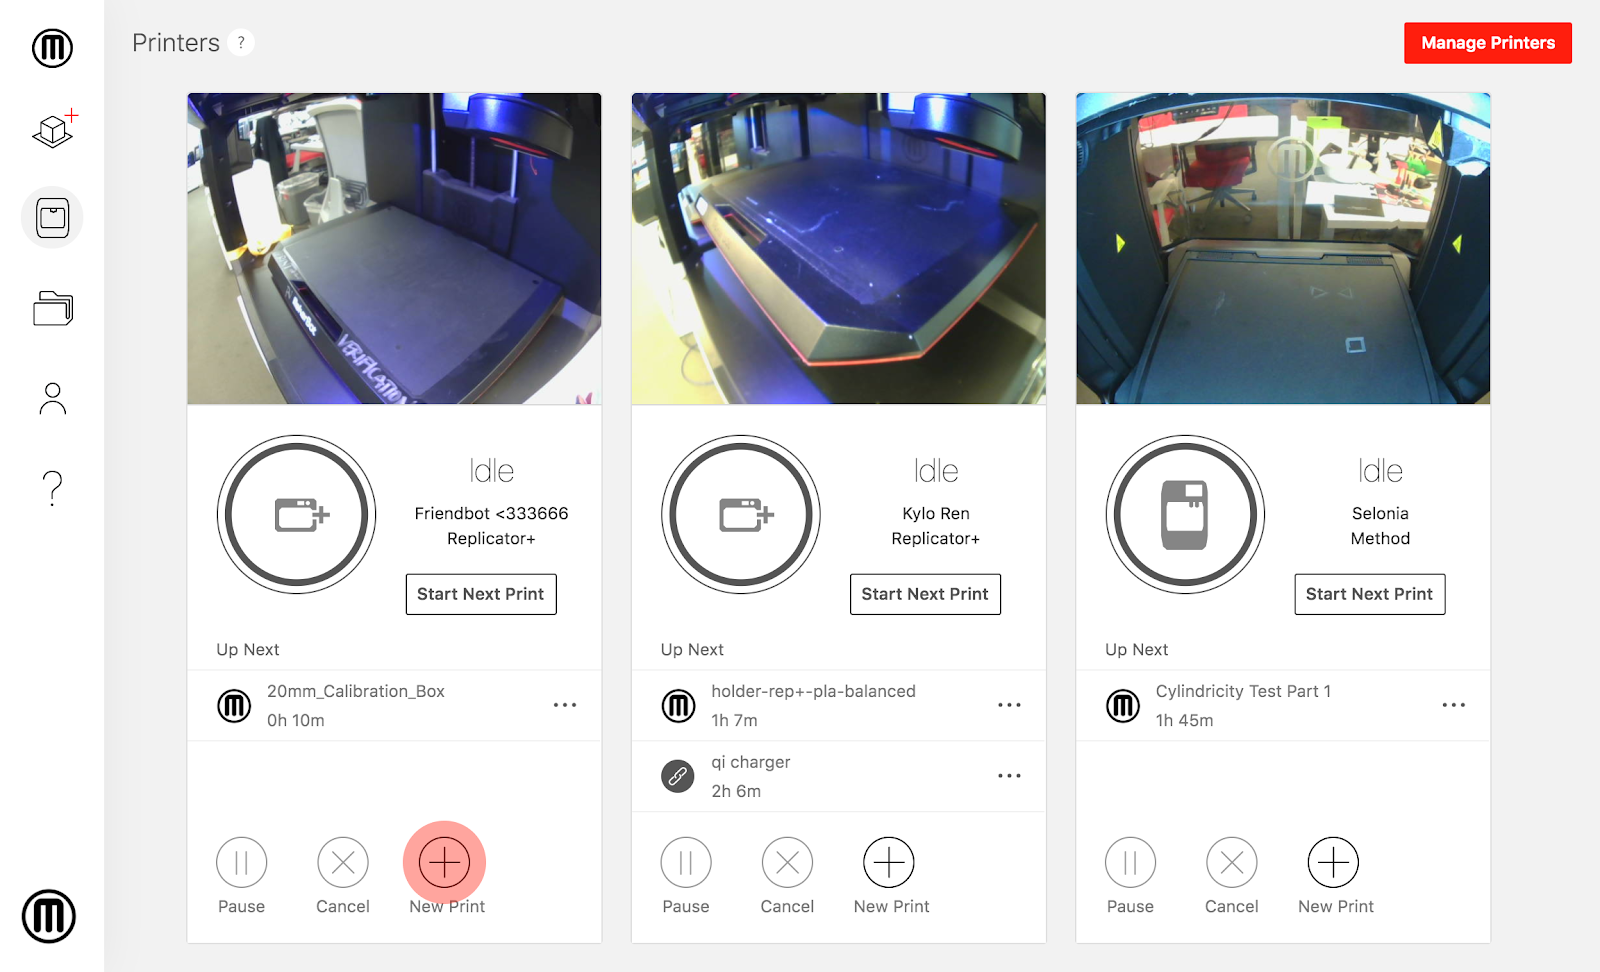 Printers ?
Manage Printers
MakerBot
VERIFICATION
Idle
Friendbot <333666
Replicator+
Start Next Print
Up Next
20mm_Calibration_Box
0h 10m
Pause
Cancel
New Print
Idle
Kylo Ren
Replicator+
Start Next Print
Up Next
holder-rep+-pla-balanced
1h 7m
qi charger
2h 6m
Pause
Cancel
New Print
Idle
Selonia
Method
Start Next Print
Up Next
Cylindricity Test Part 1
1h 45m
Pause
Cancel
New Print